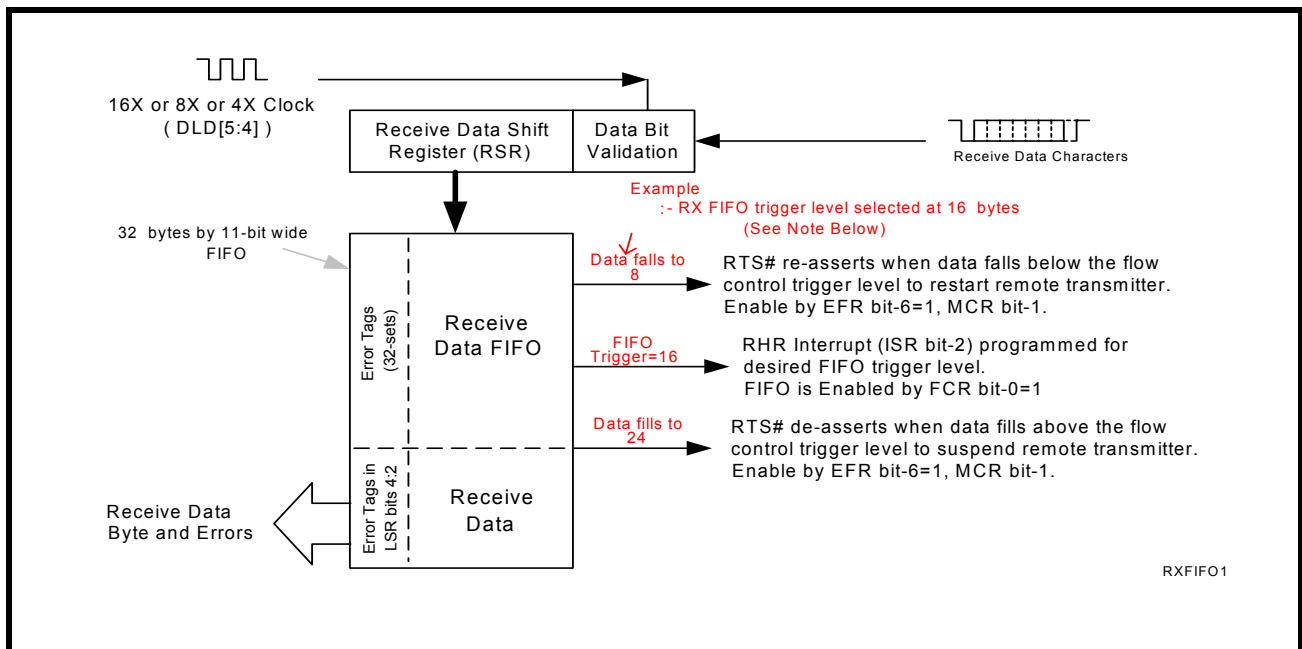 16X or 8X or 4X Clock
( DLD[5:4] )
Receive Data Shift
Register (RSR)
Data Bit
Validation
Receive Data Characters
Example
:- RX FIFO trigger level selected at 16 bytes
(See Note Below)
32 bytes by 11-bit wide
FIFO
Data falls to
8
RTS# re-asserts when data falls below the flow
control trigger level to restart remote transmitter.
Enable by EFR bit-6=1, MCR bit-1.
Error Tags
(32-sets)
Receive
Data FIFO
FIFO
Trigger=16
RHR Interrupt (ISR bit-2) programmed for
desired FIFO trigger level.
FIFO is Enabled by FCR bit-0=1
Data fills to
24
RTS# de-asserts when data fills above the flow
control trigger level to suspend remote transmitter.
Enable by EFR bit-6=1, MCR bit-1.
Error Tags in
LSR bits 4:2
Receive
Data
Receive Data
Byte and Errors
RXFIFO1